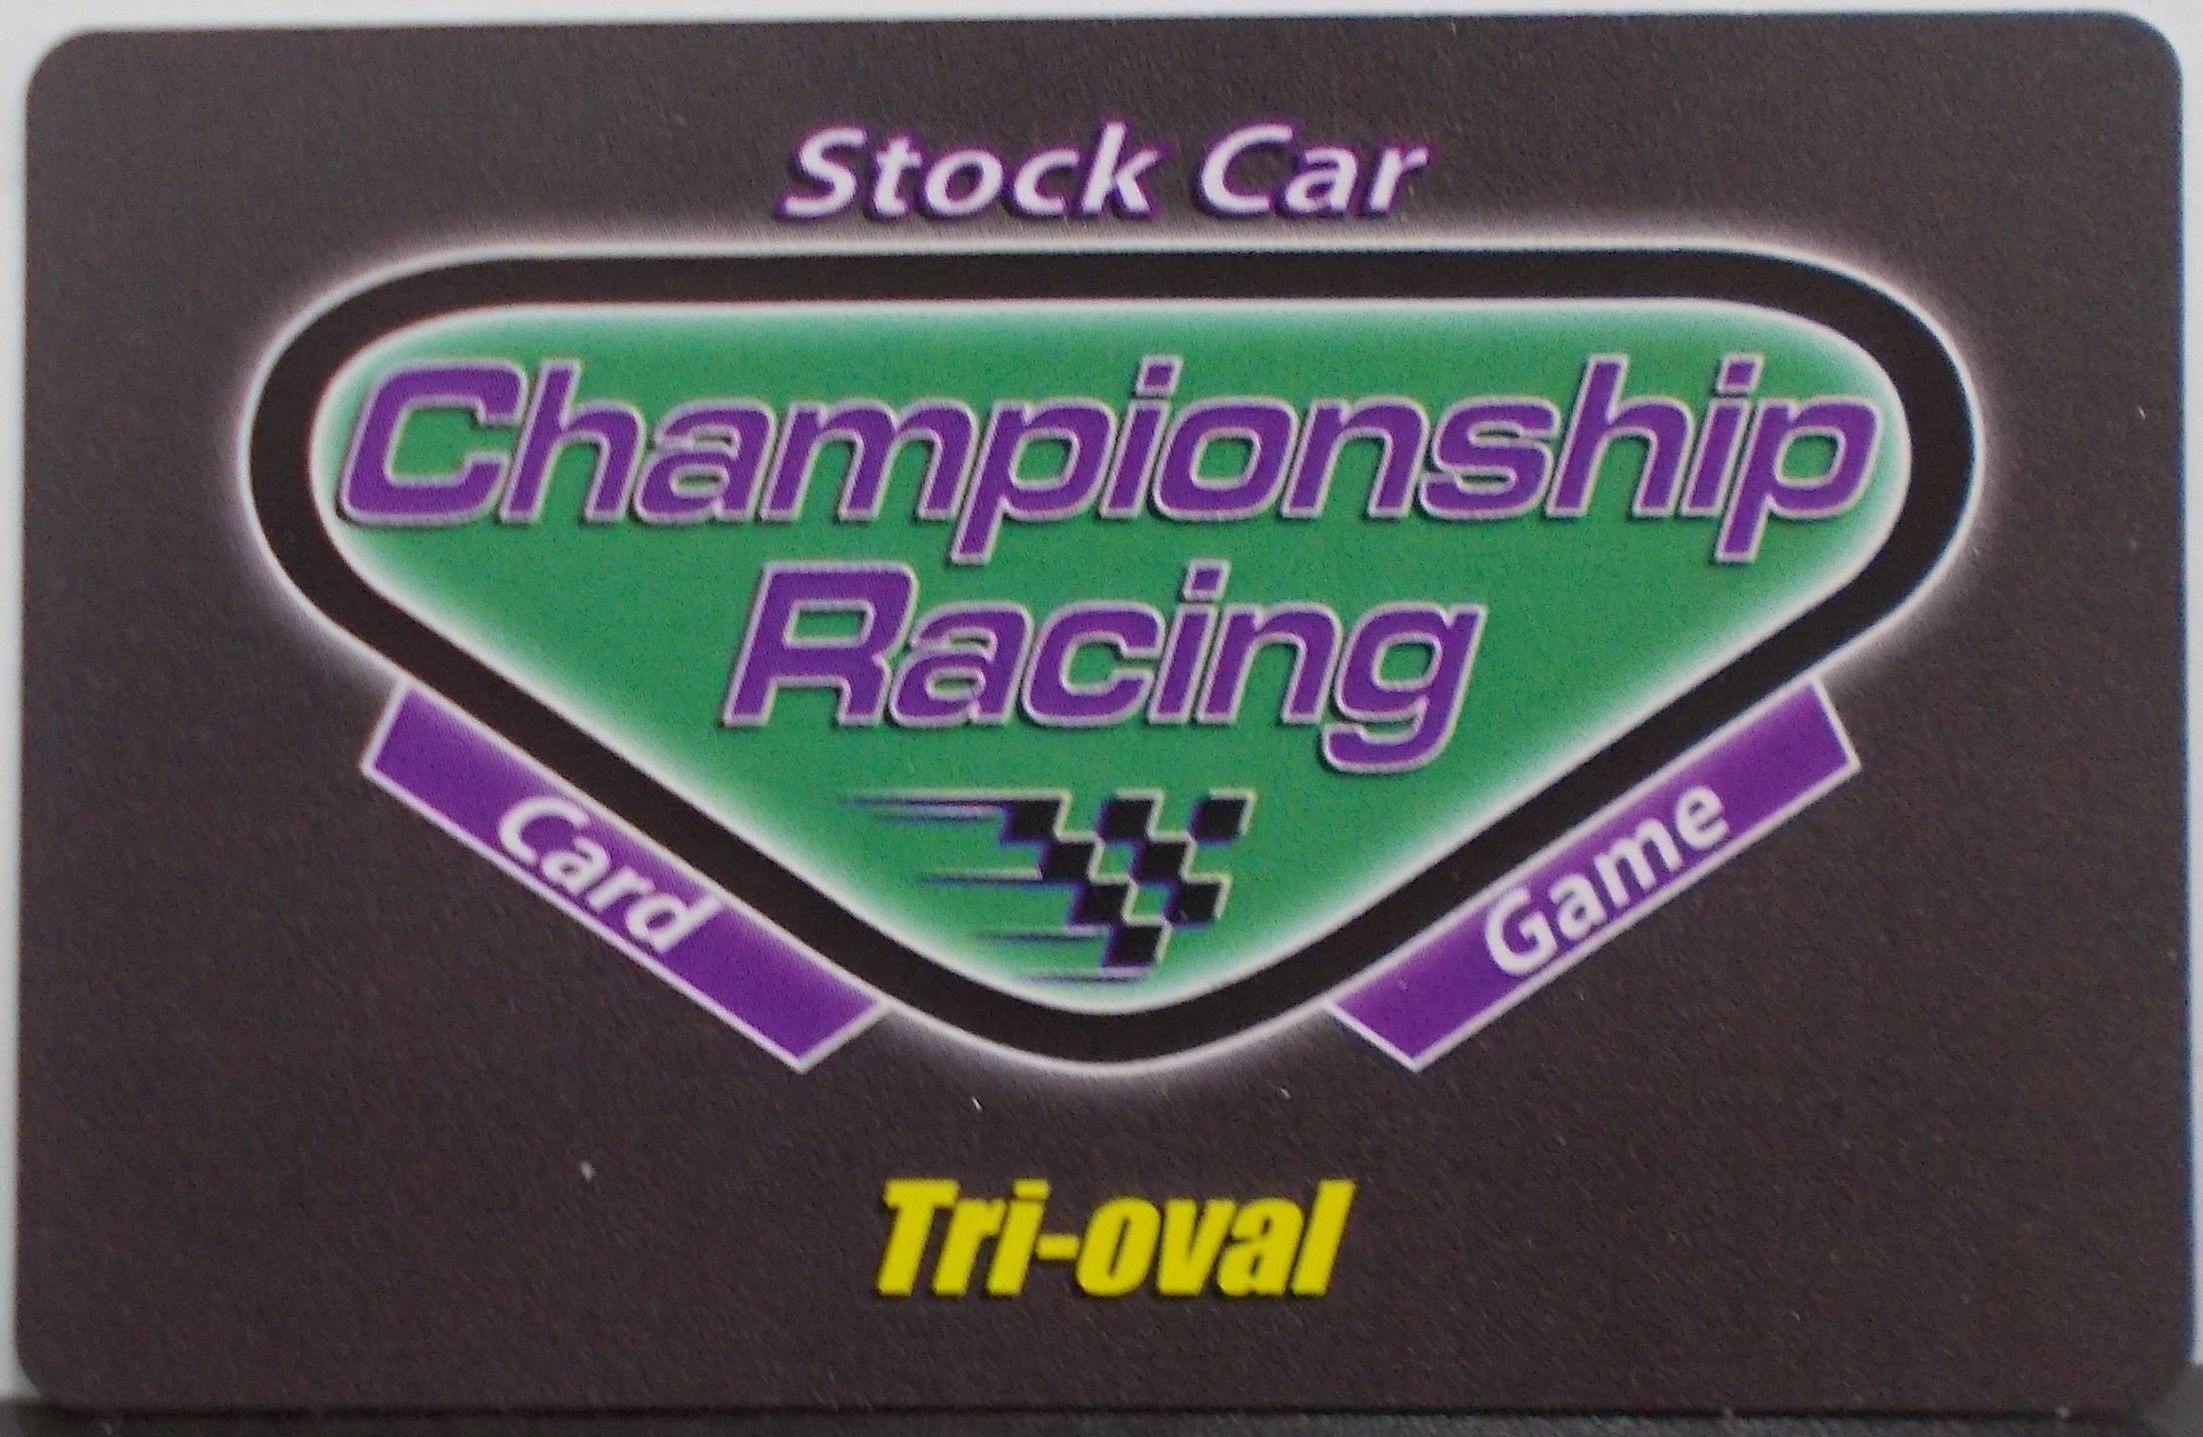 Stock Car
Championship
Racing
Card
Game
Tri-oval